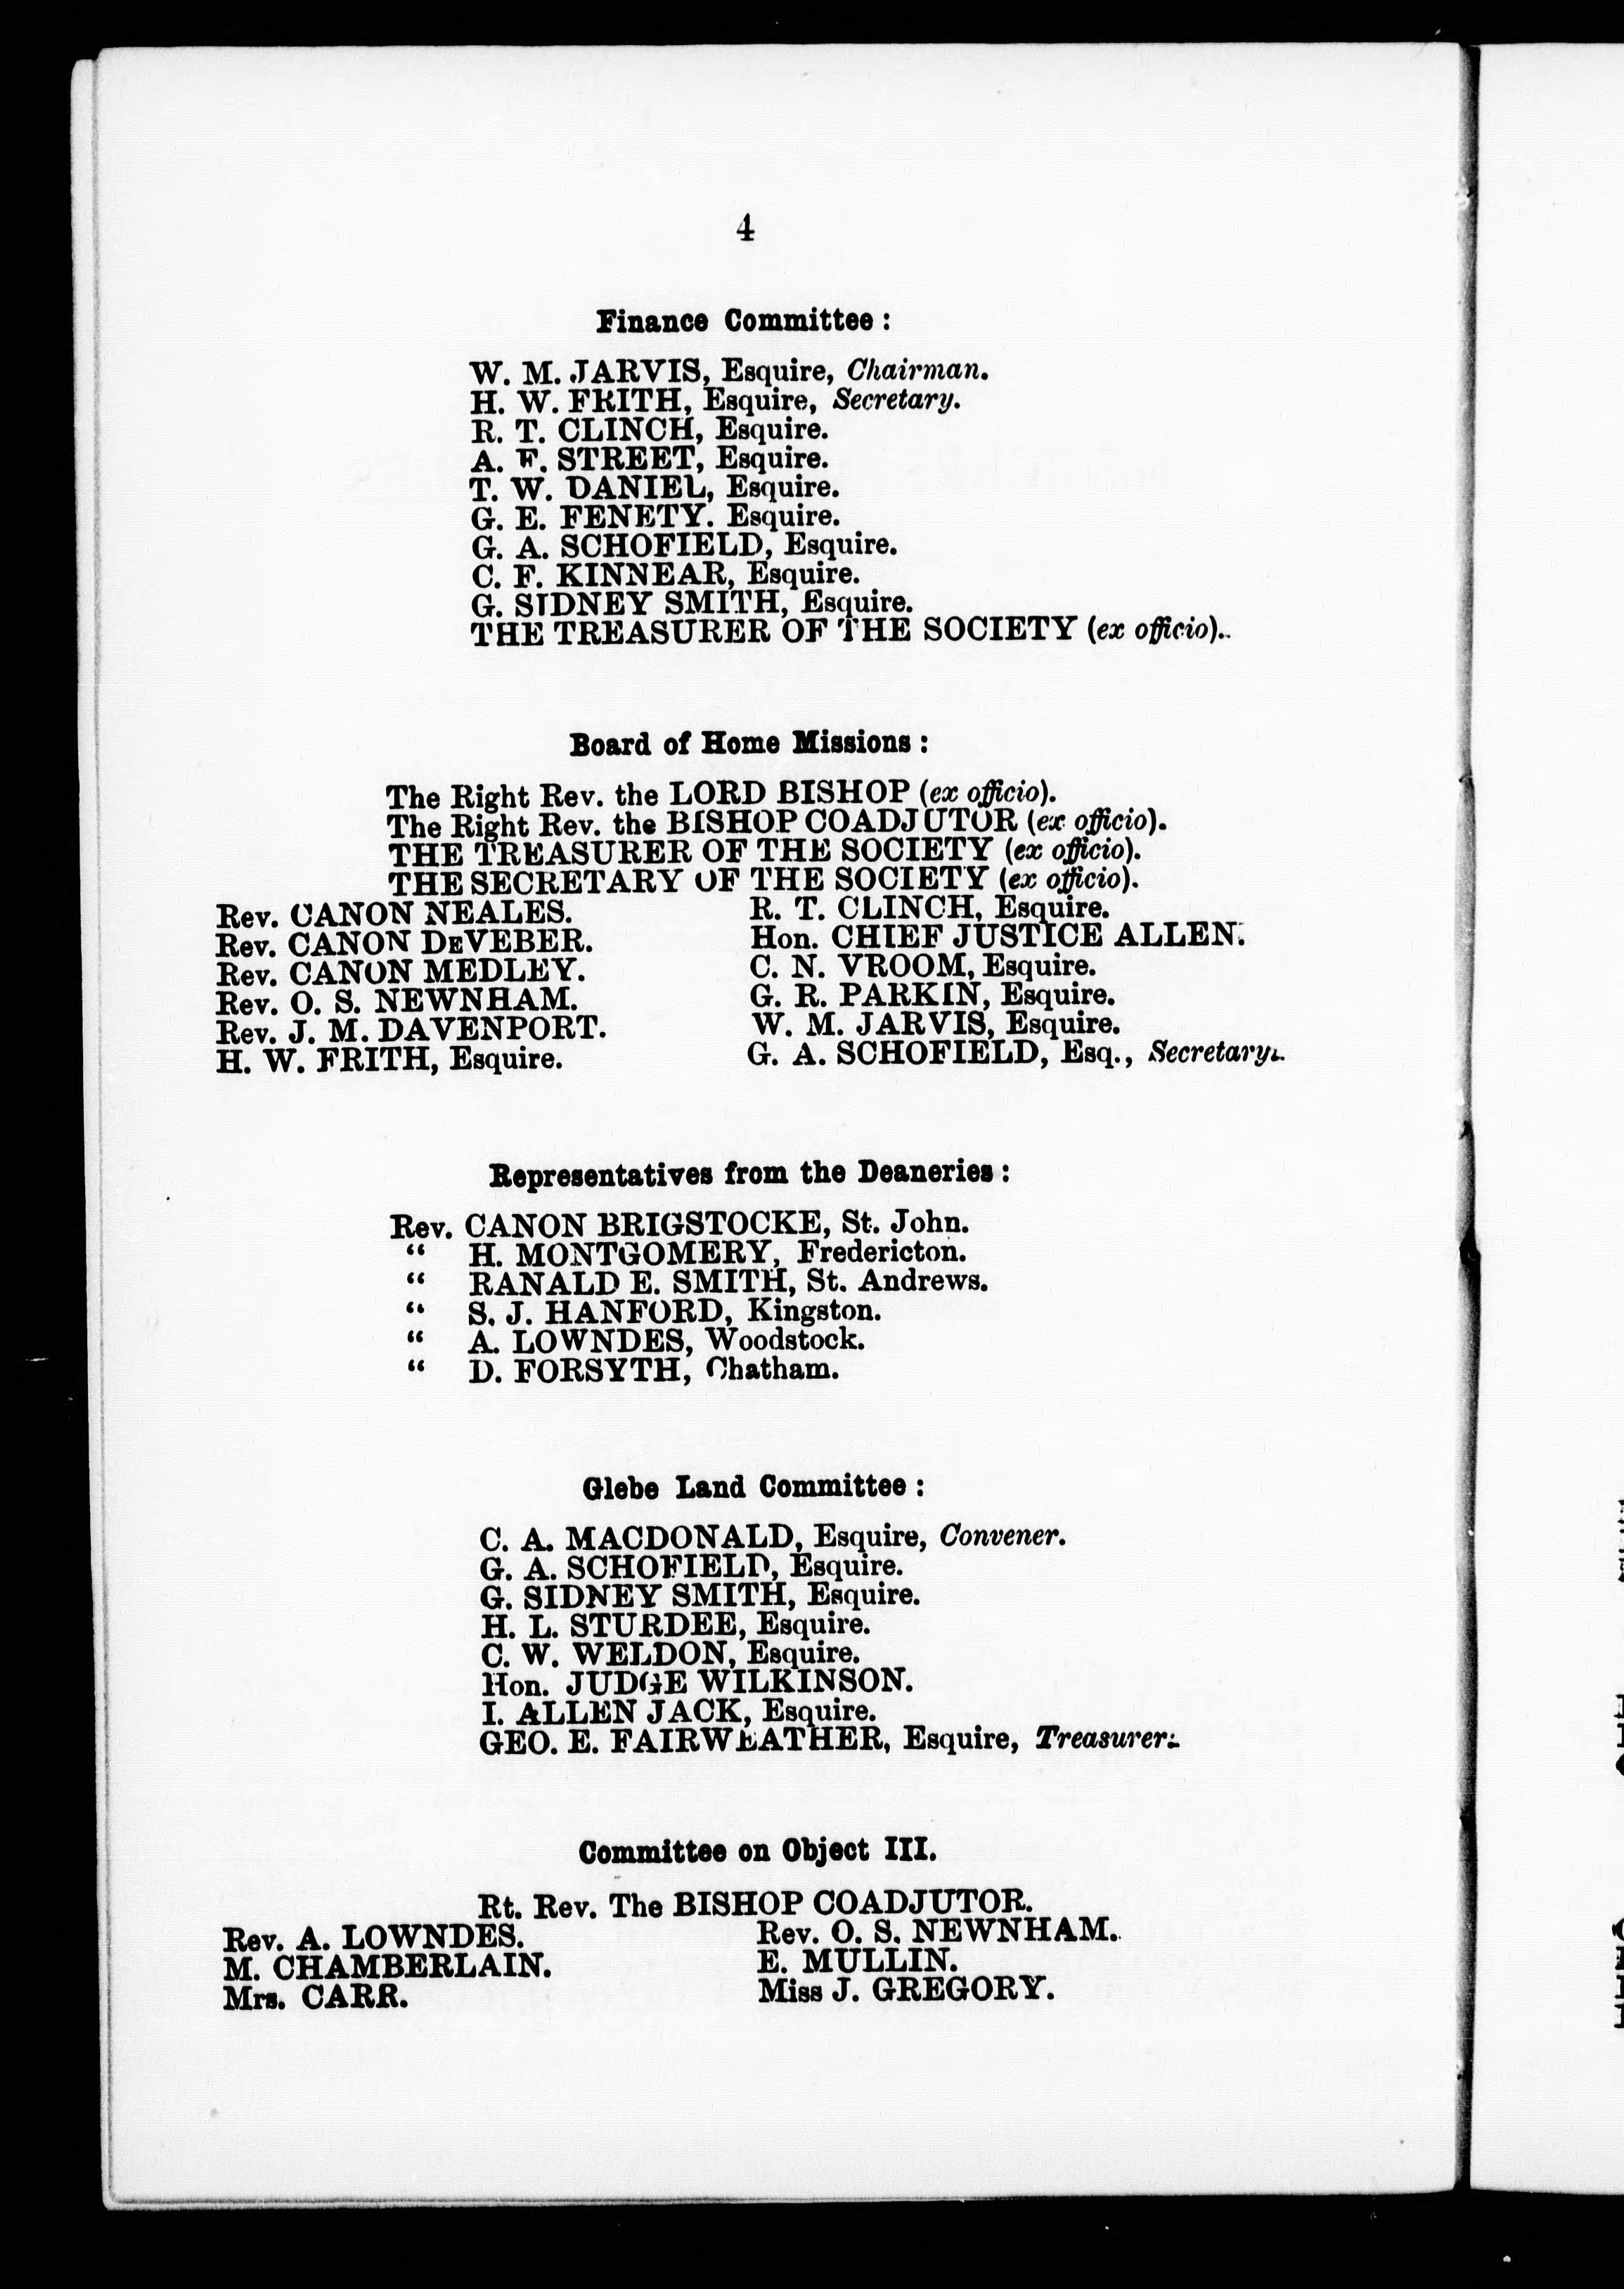 4
Finance Committee:
W. M. JARVIS, Esquire, Chairman.
H. W. FRITH, Esquire, Secretary.
R. T. CLINCH, Esquire.
A. F. STREET, Esquire.
T. W. DANIEL, Esquire.
G. E. FENETY. Esquire.
G. A. SCHOFIELD, Esquire.
C. F. KINNEAR, Esquire.
G. SIDNEY SMITH, Esquire.
THE TREASURER OF THE SOCIETY (ex officio).
Board of Home Missions:
The Right Rev. the LORD BISHOP (ex officio).
The Right Rev. the BISHOP COADJUTOR (ex officio).
THE TREASURER OF THE SOCIETY (ex officio).
THE SECRETARY OF THE SOCIETY (ex officio).
Rev. CANON NEALES.
Rev. CANON DEVEBER.
Rev. CANON MEDLEY.
Rev. O. S. NEWNHAM.
Rev. J. M. DAVENPORT.
H. W. FRITH, Esquire.
R. T. CLINCH, Esquire.
Hon. CHIEF JUSTICE ALLEN.
C. N. VROOM, Esquire.
G. R. PARKIN, Esquire.
W. M. JARVIS, Esquire.
G. A. SCHOFIELD, Esq., Secretary.
Representatives from the Deaneries:
Rev. CANON BRIGSTOCKE, St. John.
“ H. MONTGOMERY, Fredericton.
“ RANALD E. SMITH, St. Andrews.
“ S. J. HANFORD, Kingston.
“ A. LOWNDES, Woodstock.
“ D. FORSYTH, Chatham.
Glebe Land Committee:
C. A. MACDONALD, Esquire, Convener.
G. A. SCHOFIELD, Esquire.
G. SIDNEY SMITH, Esquire.
H. L. STURDEE, Esquire.
C. W. WELDON, Esquire.
Hon. JUDGE WILKINSON.
I. ALLEN JACK, Esquire.
GEO. E. FAIRWEATHER, Esquire, Treasurer.
Committee on Object III.
Rt. Rev. The BISHOP COADJUTOR.
Rev. A. LOWNDES.
M. CHAMBERLAIN.
Mrs. CARR.
Rev. O. S. NEWNHAM.
E. MULLIN.
Miss J. GREGORY.